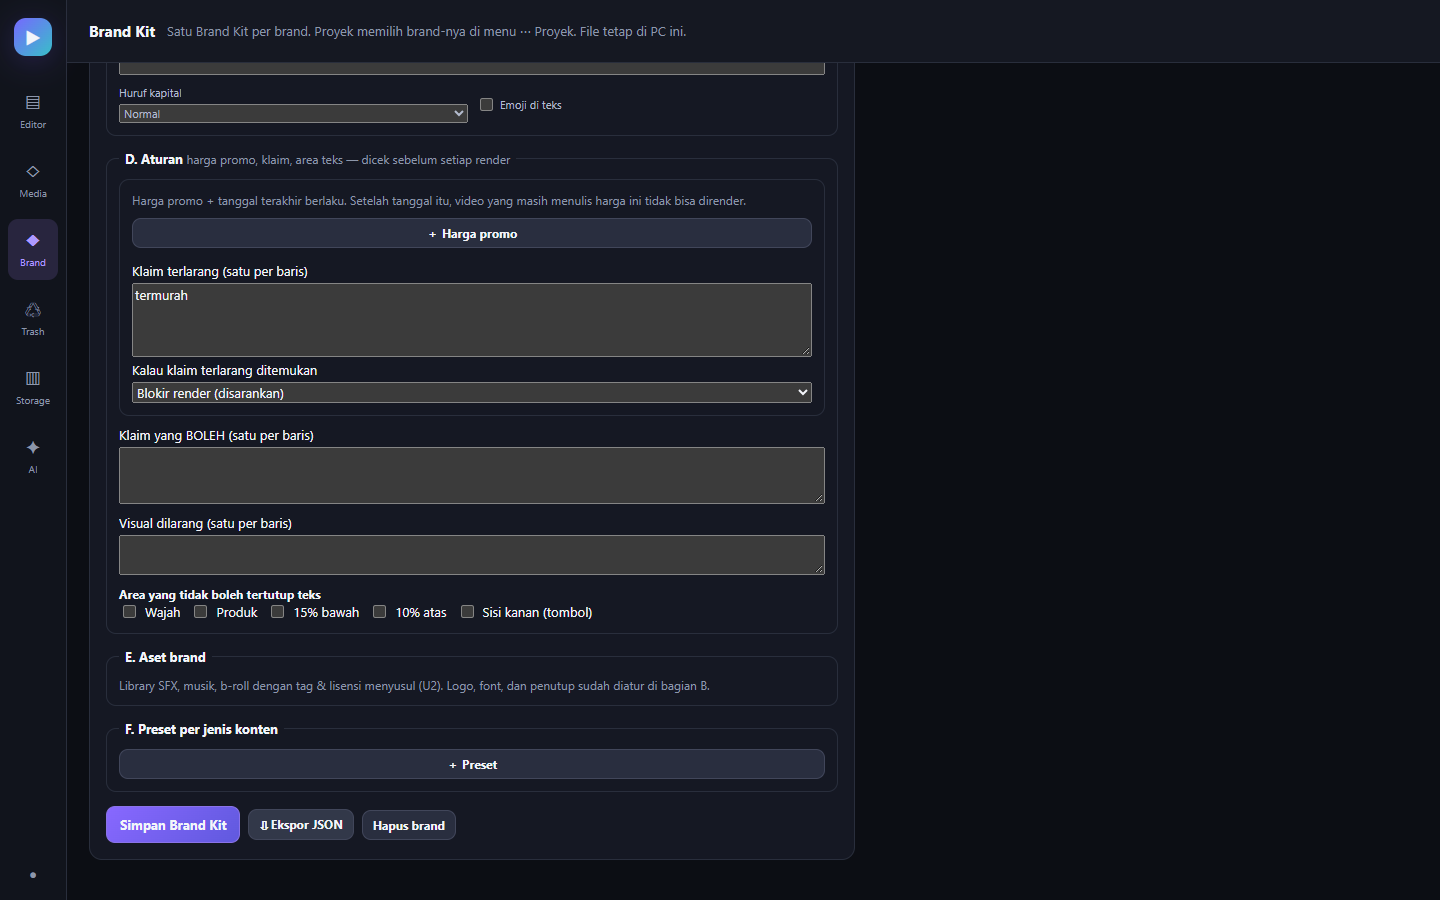 Brand Kit Satu Brand Kit per brand. Proyek memilih brand-nya di menu ··· Proyek. File tetap di PC ini.
Editor
Media
Brand
Trash
Storage
AI
Huruf kapital
Normal
Emoji di teks
D. Aturan harga promo, klaim, area teks — dicek sebelum setiap render
Harga promo + tanggal terakhir berlaku. Setelah tanggal itu, video yang masih menulis harga ini tidak bisa dirender.
+ Harga promo
Klaim terlarang (satu per baris)
termurah
Kalau klaim terlarang ditemukan
Blokir render (disarankan)
Klaim yang BOLEH (satu per baris)
Visual dilarang (satu per baris)
Area yang tidak boleh tertutup teks
Wajah Produk 15% bawah 10% atas Sisi kanan (tombol)
E. Aset brand
Library SFX, musik, b-roll dengan tag & lisensi menyusul (U2). Logo, font, dan penutup sudah diatur di bagian B.
F. Preset per jenis konten
+ Preset
Simpan Brand Kit ⇩ Ekspor JSON Hapus brand